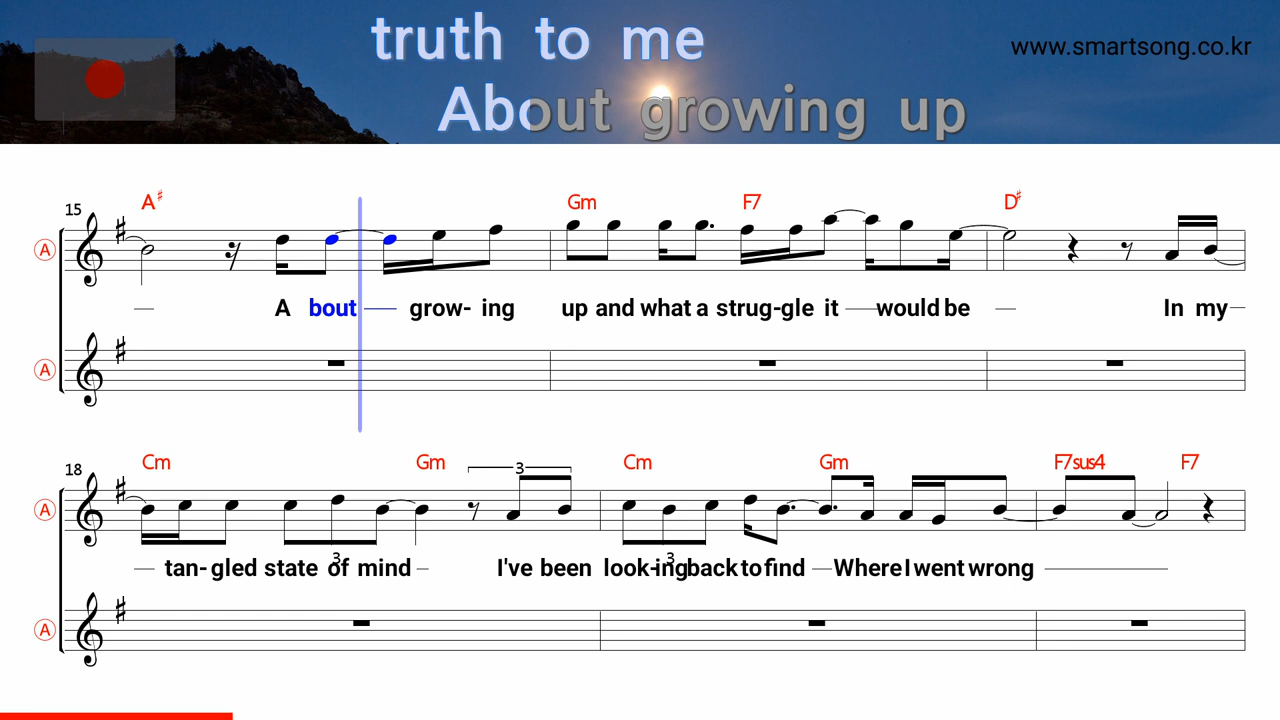 truth to me
www.smartsong.co.kr
About growing up
A♯ Gm F7 D♯
15
A
A bout grow- ing up and what a strug-gle it would be In my
A
Cm Gm 3 Cm Gm F7sus4 F7
18
A
3 3
tan- gled state of mind I've been look-ing back to find Where I went wrong
A